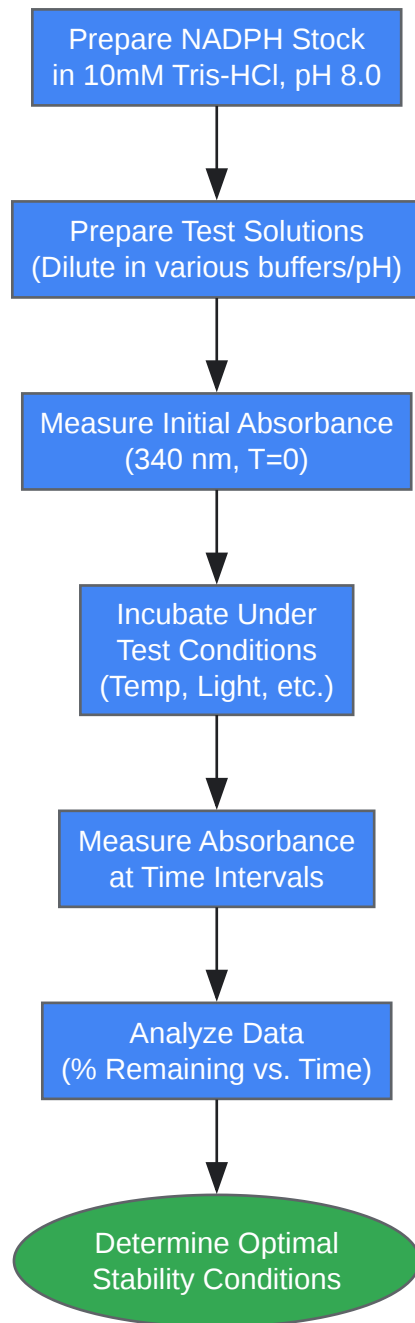 Prepare NADPH Stock
in 10mM Tris-HCl, pH 8.0
Prepare Test Solutions
(Dilute in various buffers/pH)
Measure Initial Absorbance
(340 nm, T=0)
Incubate Under
Test Conditions
(Temp, Light, etc.)
Measure Absorbance
at Time Intervals
Analyze Data
(% Remaining vs. Time)
Determine Optimal
Stability Conditions